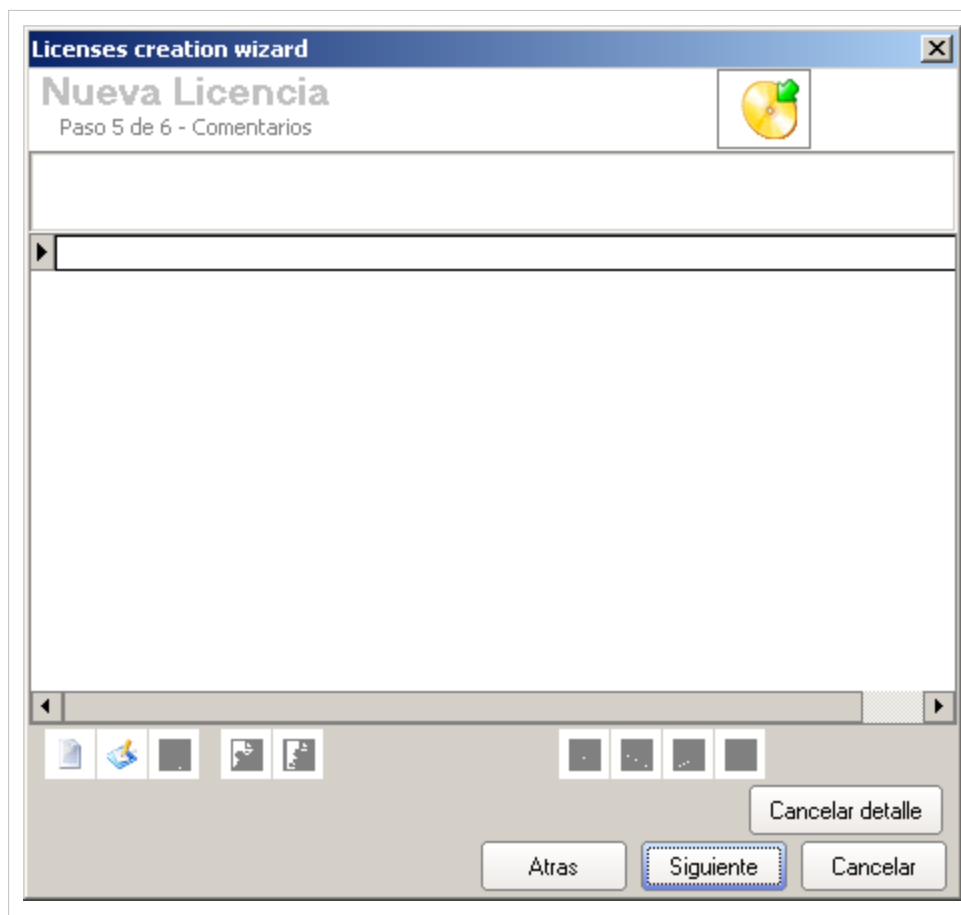 Licenses creation wizard
Nueva Licencia
Paso 5 de 6 - Comentarios
Cancelar detalle
Atras Siguiente Cancelar